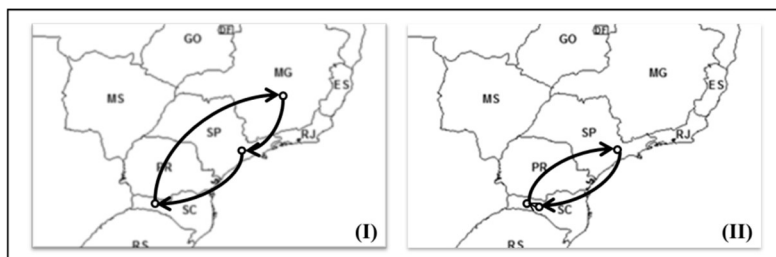 GO
DF
MG
MS
ES
SP
RJ
PR
SC
RS
(I)
GO
DF
MG
MS
ES
SP
RJ
PR
SC
RS
(II)